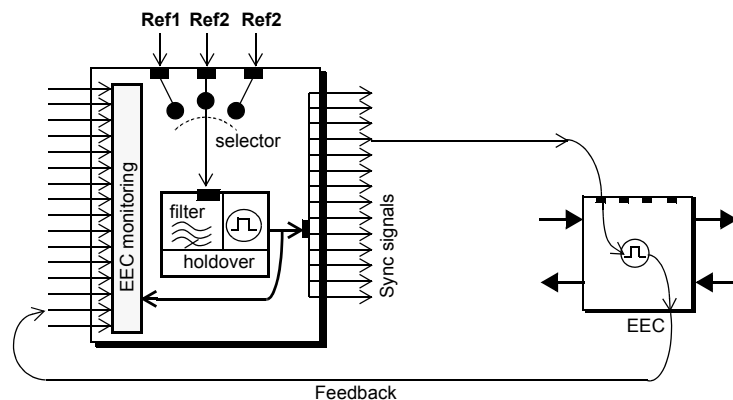 Ref1 Ref2 Ref2
selector
EEC monitoring
filter
holdover
Sync signals
EEC
Feedback